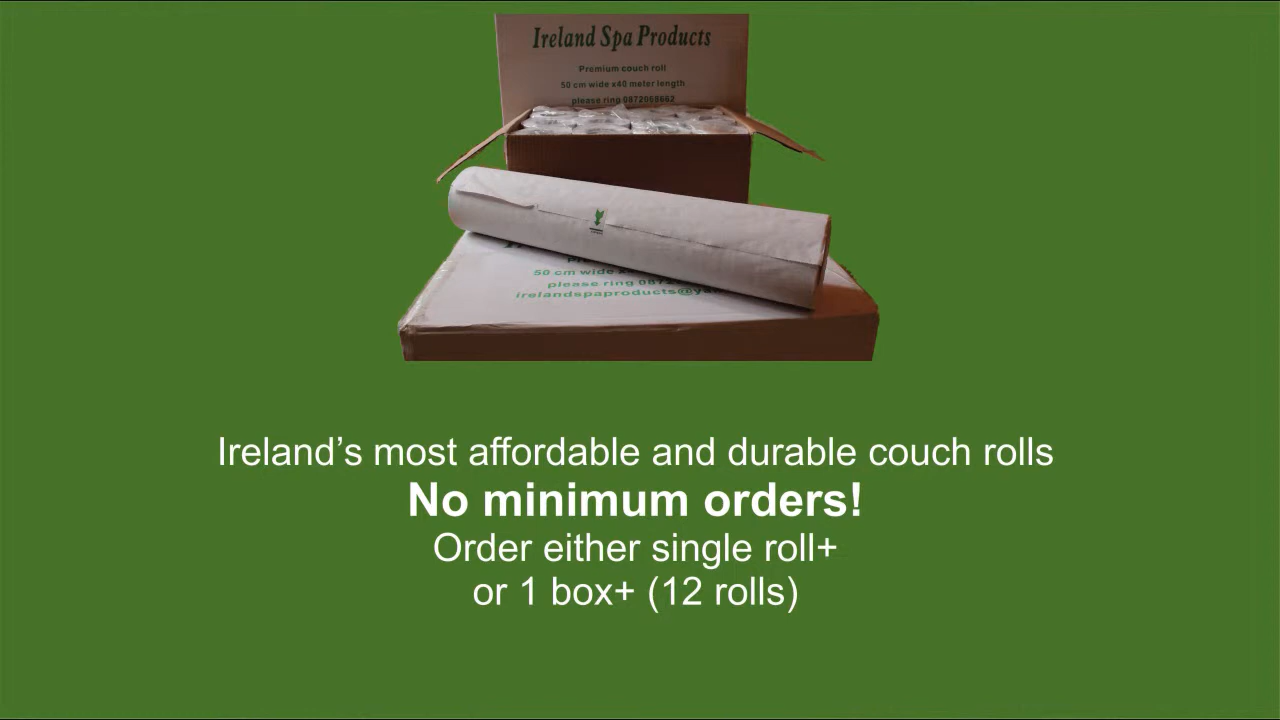 Ireland Spa Products
Premium couch roll
50 cm wide x40 meter length
please ring 0872068662
50 cm wide
please ring 087
irelandspaproducts@y
Ireland’s most affordable and durable couch rolls
No minimum orders!
Order either single roll+
or 1 box+ (12 rolls)